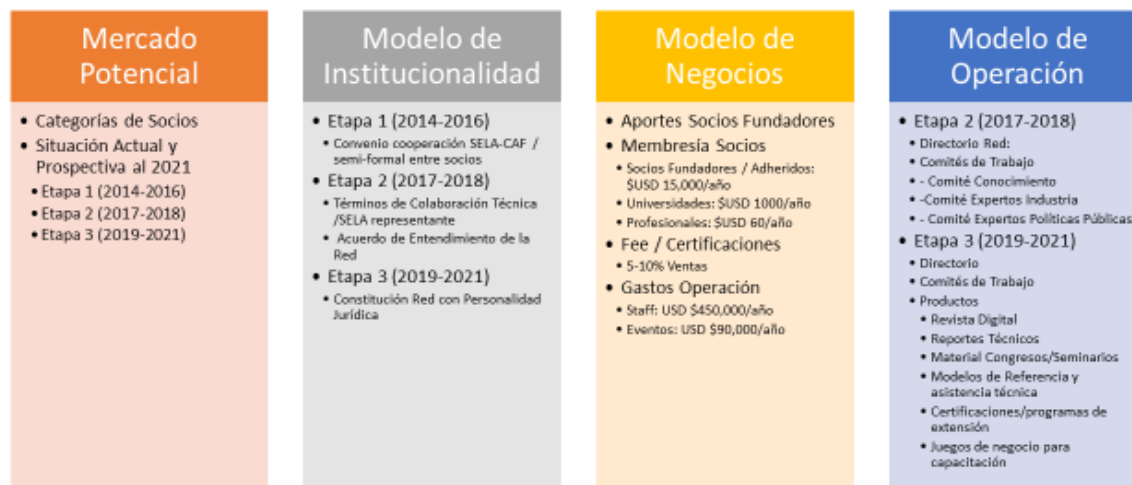 Mercado
Potencial
• Categorías de Socios
• Situación Actual y
Prospectiva al 2021
• Etapa 1 (2014-2016)
• Etapa 2 (2017-2018)
• Etapa 3 (2019-2021)
Modelo de
Institucionalidad
• Etapa 1 (2014-2016)
• Convenio cooperación SELA-CAF /
semi-formal entre socios
• Etapa 2 (2017-2018)
• Términos de Colaboración Técnica
/SELA representante
• Acuerdo de Entendimiento de la
Red
• Etapa 3 (2019-2021)
• Constitución Red con Personalidad
Jurídica
Modelo de
Negocios
• Aportes Socios Fundadores
• Membresía Socios
• Socios Fundadores / Adheridos:
$USD 15,000/año
• Universidades: $USD 1000/año
• Profesionales: $USD 60/año
• Fee / Certificaciones
• 5-10% Ventas
• Gastos Operación
• Staff: USD $450,000/año
• Eventos: USD $90,000/año
Modelo de
Operación
• Etapa 2 (2017-2018)
• Directorio Red:
• Comités de Trabajo
• - Comité Conocimiento
• -Comité Expertos Industria
• - Comité Expertos Políticas Públicas
• Etapa 3 (2019-2021)
• Directorio
• Comités de Trabajo
• Productos
• Revista Digital
• Reportes Técnicos
• Material Congresos/Seminarios
• Modelos de Referencia y
asistencia técnica
• Certificaciones/programas de
extensión
• Juegos de negocio para
capacitación